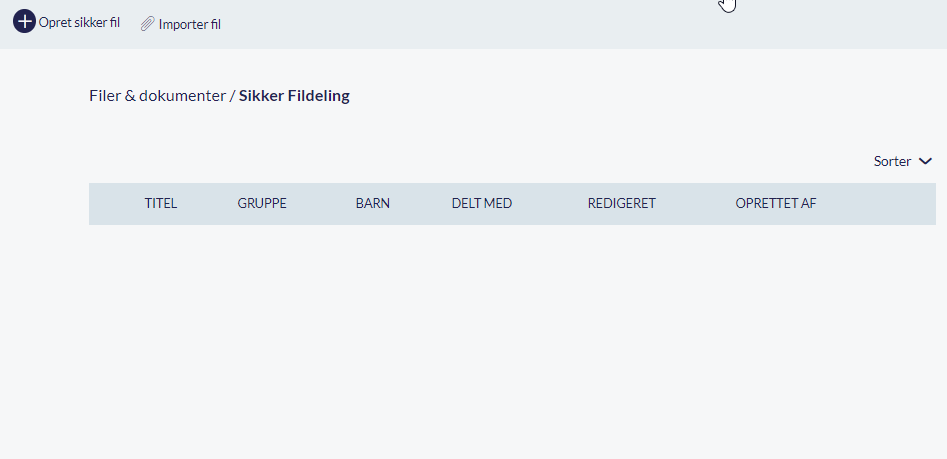 Opret sikker fil Importer fil
Filer & dokumenter / Sikker Fildeling
Sorter
TITEL GRUPPE BARN DELT MED REDIGERET OPRETTET AF